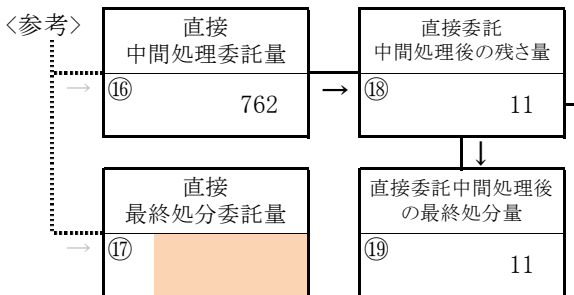 〈参考〉
直接
中間処理委託量
⑯
762
→
→
直接委託
中間処理後の残さ量
⑱
11
↓
直接
最終処分委託量
⑰
→
直接委託中間処理後
の最終処分量
⑲
11